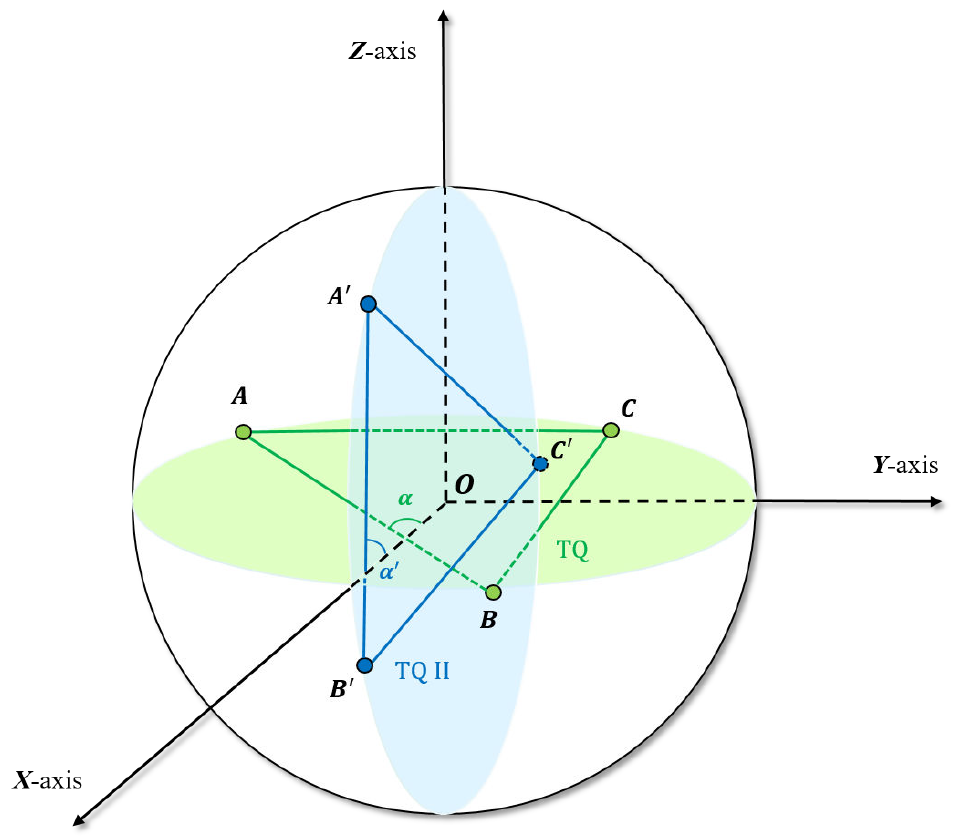 Z-axis
A′
A
C
C′
Y-axis
O
α
TQ
α′
B
TQ II
B′
X-axis